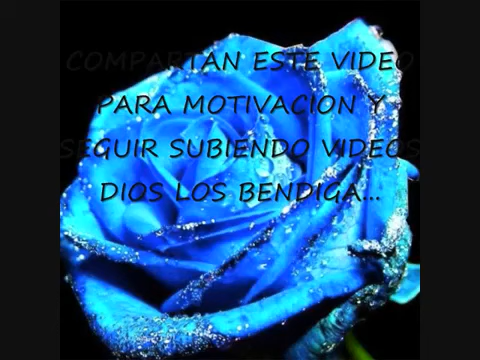 COMPARTAN ESTE VIDEO
PARA MOTIVACION Y
SEGUIR SUBIENDO VIDEOS
DIOS LOS BENDIGA...